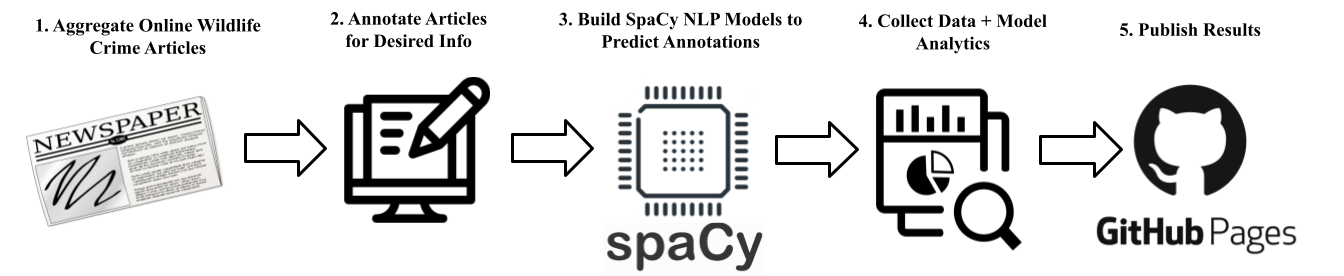 1. Aggregate Online Wildlife
Crime Articles
2. Annotate Articles
for Desired Info
3. Build SpaCy NLP Models to
Predict Annotations
4. Collect Data + Model
Analytics
5. Publish Results
NEWSPAPER
spaCy
GitHub Pages